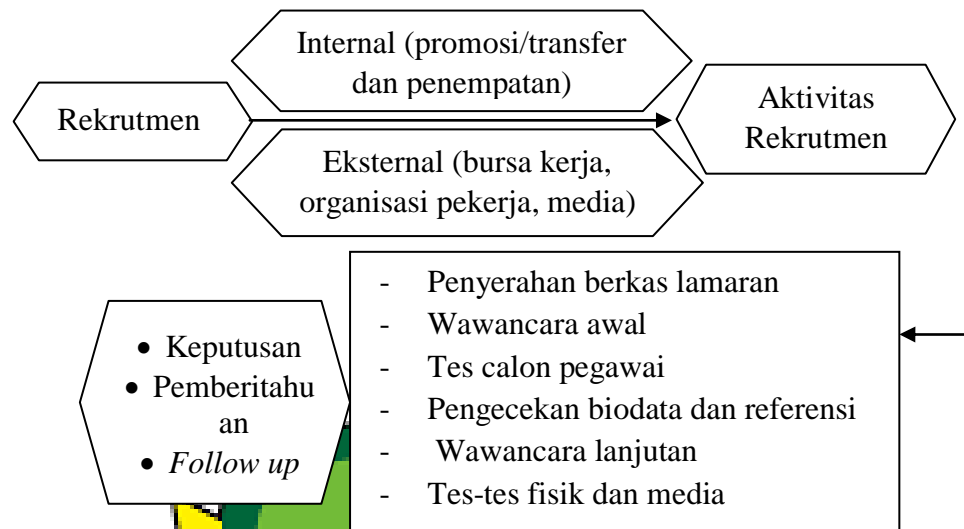 Internal (promosi/transfer
dan penempatan)
Rekrutmen
Aktivitas
Rekrutmen
Eksternal (bursa kerja,
organisasi pekerja, media)
- Penyerahan berkas lamaran
- Wawancara awal
- Tes calon pegawai
- Pengecekan biodata dan referensi
- Wawancara lanjutan
- Tes-tes fisik dan media
• Keputusan
• Pemberitahu
an
• Follow up